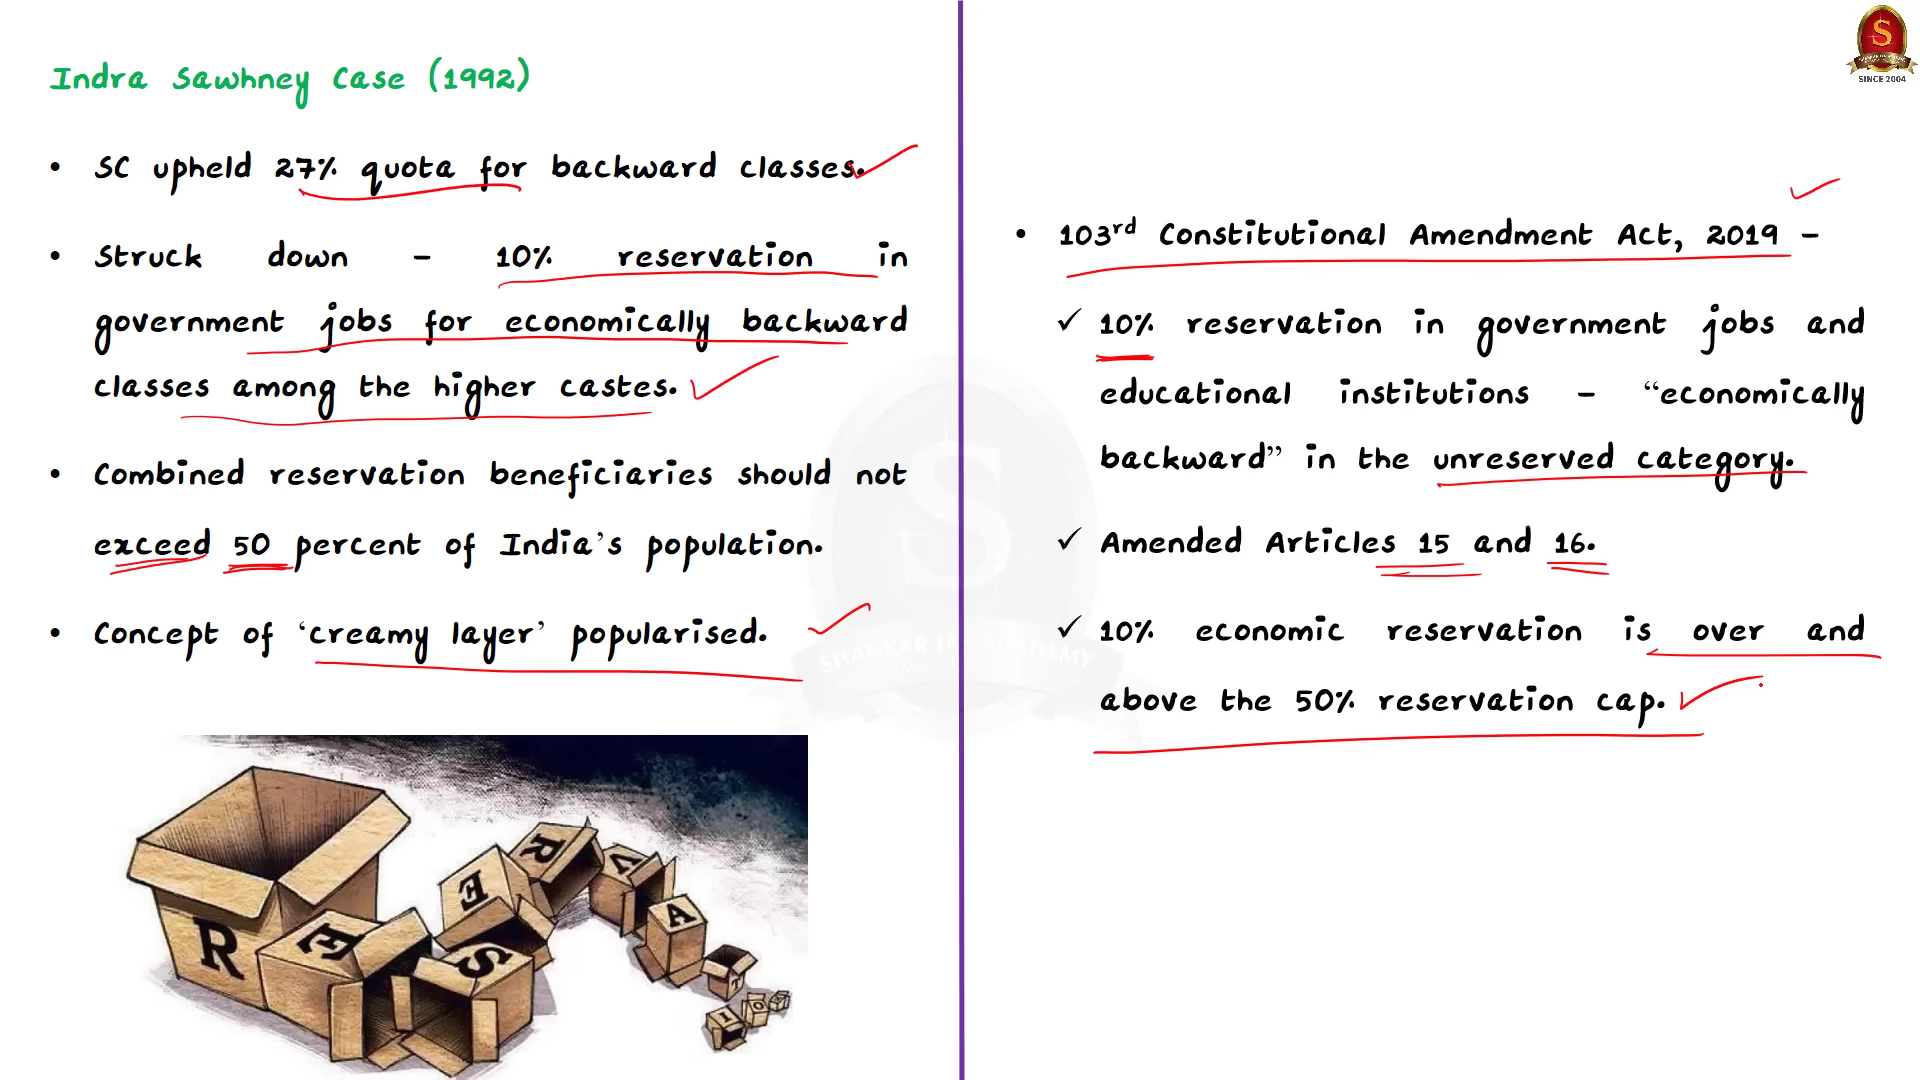 Indra Sawhney Case (1992)
• SC upheld 27% quota for backward classes.
• Struck down – 10% reservation in
government jobs for economically backward
classes among the higher castes.
• Combined reservation beneficiaries should not
exceed 50 percent of India's population.
• Concept of ‘creamy layer’ popularised.
RESERVATION
S
SINCE 2004
• 103rd Constitutional Amendment Act, 2019 –
✓ 10% reservation in government jobs and
educational institutions – “economically
backward” in the unreserved category.
✓ Amended Articles 15 and 16.
✓ 10% economic reservation is over and
above the 50% reservation cap.
S
SHANKAR IAS ACADEMY